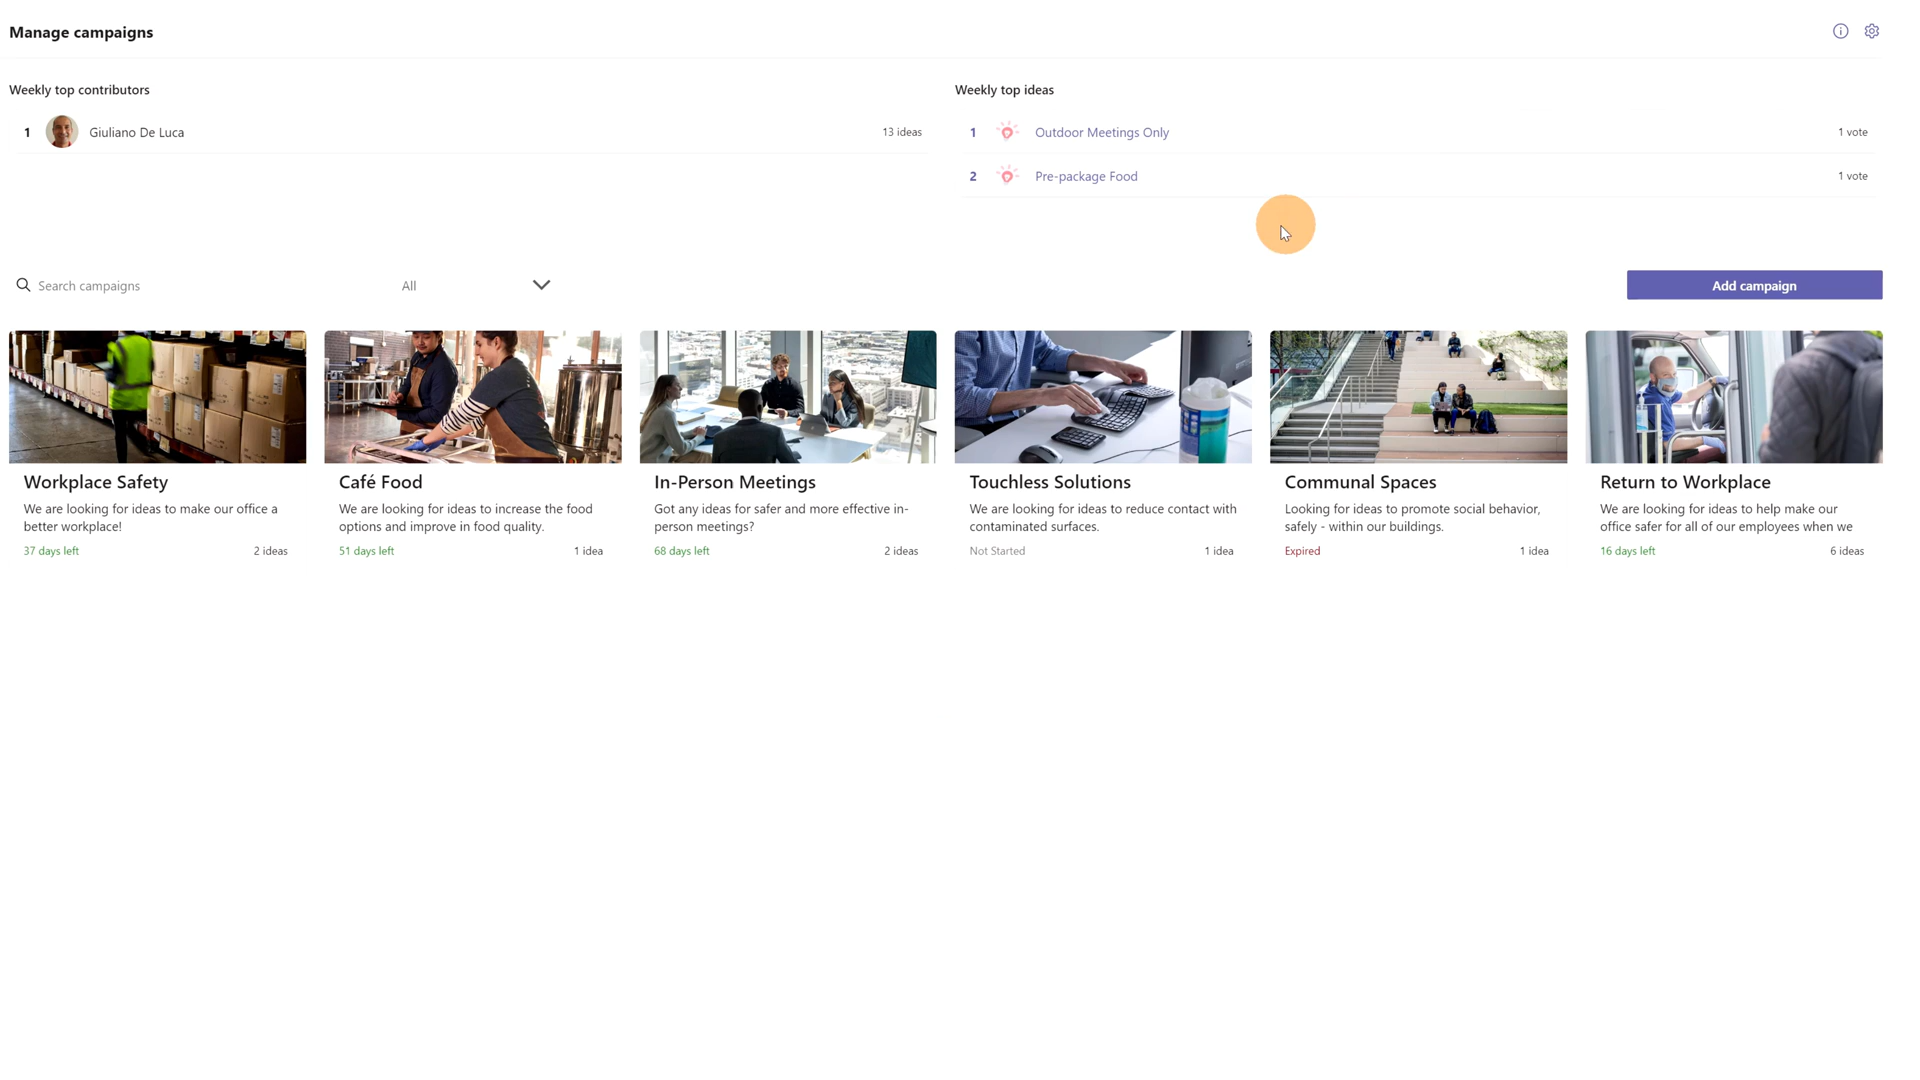 Manage campaigns
Weekly top contributors
1 Giuliano De Luca 13 ideas
Weekly top ideas
1 Outdoor Meetings Only 1 vote
2 Pre-package Food 1 vote
Search campaigns
All
Add campaign
Workplace Safety
We are looking for ideas to make our office a
better workplace!
37 days left 2 ideas
Café Food
We are looking for ideas to increase the food
options and improve in food quality.
51 days left 1 idea
In-Person Meetings
Got any ideas for safer and more effective in-
person meetings?
68 days left 2 ideas
Touchless Solutions
We are looking for ideas to reduce contact with
contaminated surfaces.
Not Started 1 idea
Communal Spaces
Looking for ideas to promote social behavior,
safely - within our buildings.
Expired 1 idea
Return to Workplace
We are looking for ideas to help make our
office safer for all of our employees when we
16 days left 6 ideas